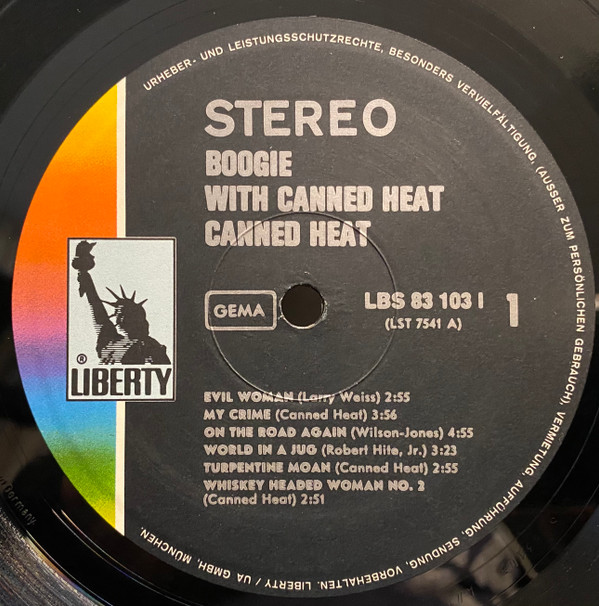 URHEBER- UND LEISTUNGSSCHUTZRECHTE, BESONDERS VERVIELFÄLTIGUNG, (AUSSER ZUM PERSÖNLICHEN GEBRAUCH), VERMIETUNG, AUFFÜHRUNG, SENDUNG, VORBEHALTEN. LIBERTY / UA GMBH, MÜNCHEN.
STEREO
BOOGIE
WITH CANNED HEAT
CANNED HEAT
GEMA
LBS 83 103 I
1
(LST 7541 A)
®
LIBERTY
EVIL WOMAN (Larry Weiss) 2:55
MY CRIME (Canned Heat) 3:56
ON THE ROAD AGAIN (Wilson-Jones) 4:55
WORLD IN A JUG (Robert Hite, Jr.) 3:23
TURPENTINE MOAN (Canned Heat) 2:55
WHISKEY HEADED WOMAN NO. 2
(Canned Heat) 2:51
Germany